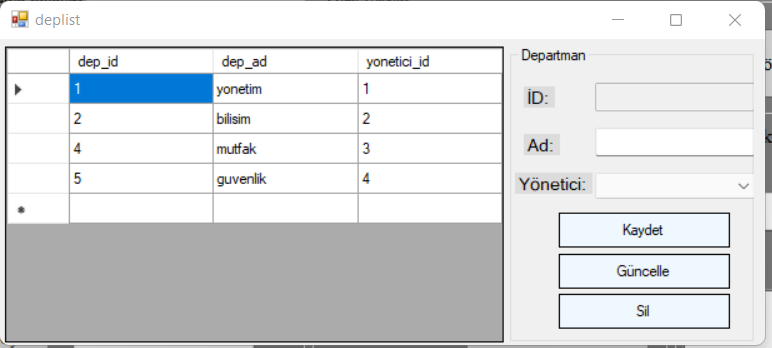 deplist
dep_id dep_ad yonetici_id
1 yonetim 1
2 bilisim 2
4 mutfak 3
5 guvenlik 4
Departman
İD:
Ad:
Yönetici:
Kaydet
Güncelle
Sil